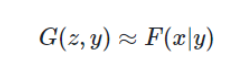 G(z, y) ≈ F(x|y)